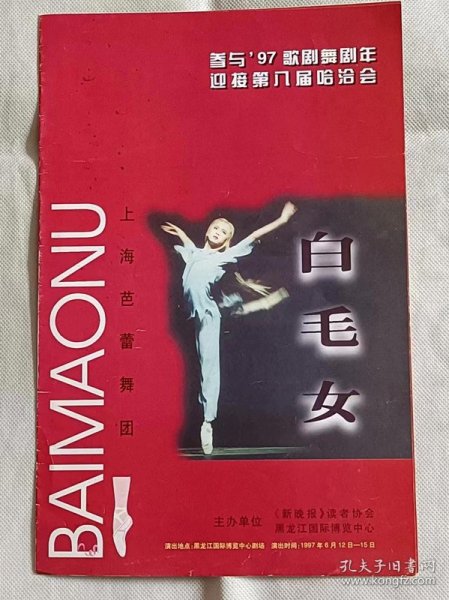 参与'97歌剧舞剧年
迎接第八届哈洽会
BAIMAONU
上海芭蕾舞团
白毛女
主办单位
《新晚报》读者协会
黑龙江国际博览中心
演出地点:黑龙江国际博览中心剧场 演出时间:1997年6月12日—15日
孔夫子旧书网